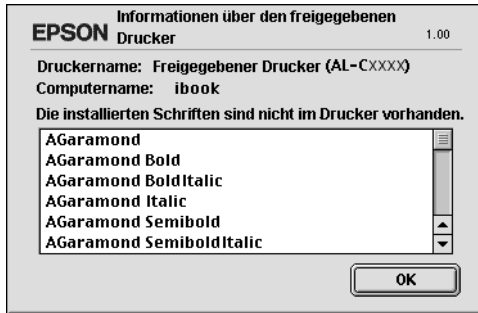 EPSON Informationen über den freigegebenen
Drucker 1.00
Druckername: Freigegebener Drucker (AL-CXXXX)
Computername: ibook
Die installierten Schriften sind nicht im Drucker vorhanden.
AGaramond
AGaramond Bold
AGaramond BoldItalic
AGaramond Italic
AGaramond Semibold
AGaramond SemiboldItalic
OK